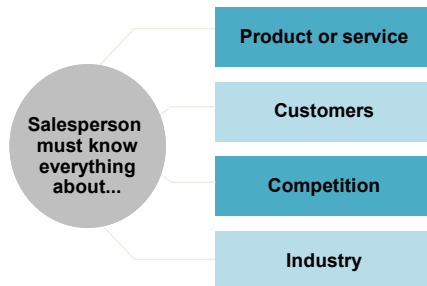 Salesperson
must know
everything
about...
Product or service
Customers
Competition
Industry